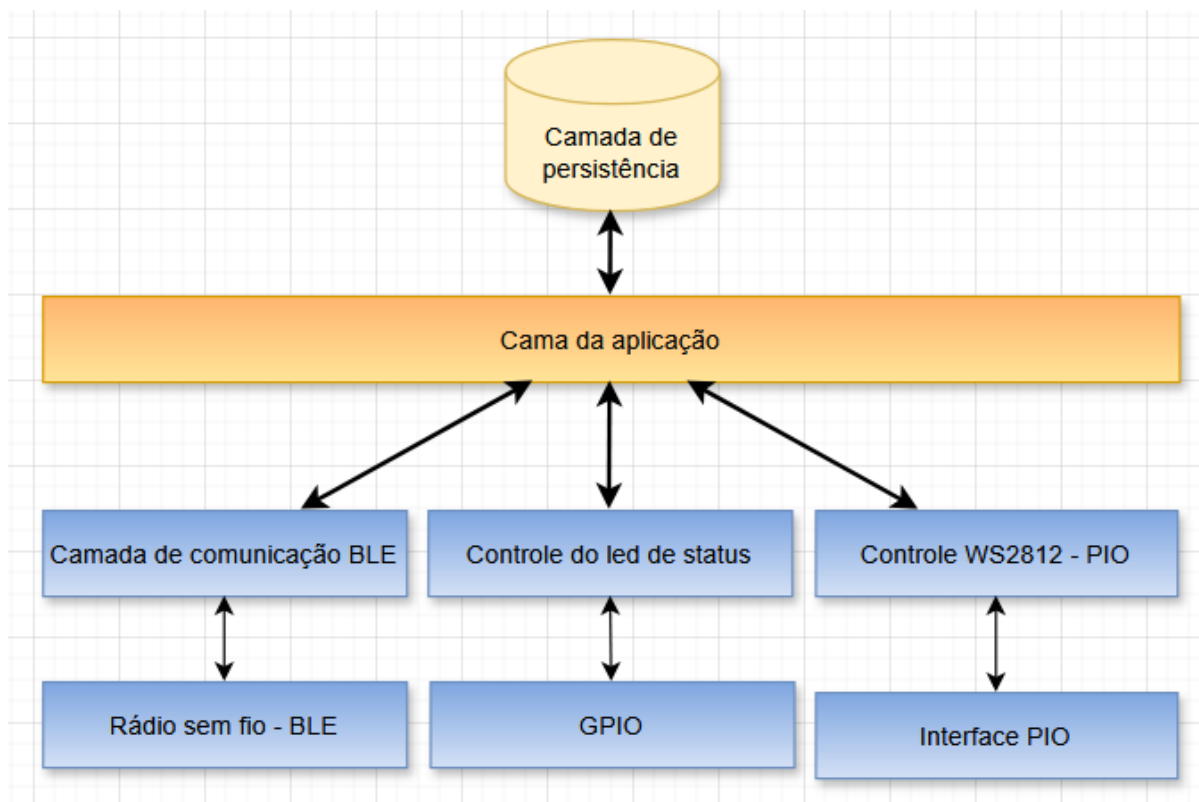 Camada de
persistência
Cama da aplicação
Camada de comunicação BLE
Controle do led de status
Controle WS2812 - PIO
Rádio sem fio - BLE
GPIO
Interface PIO